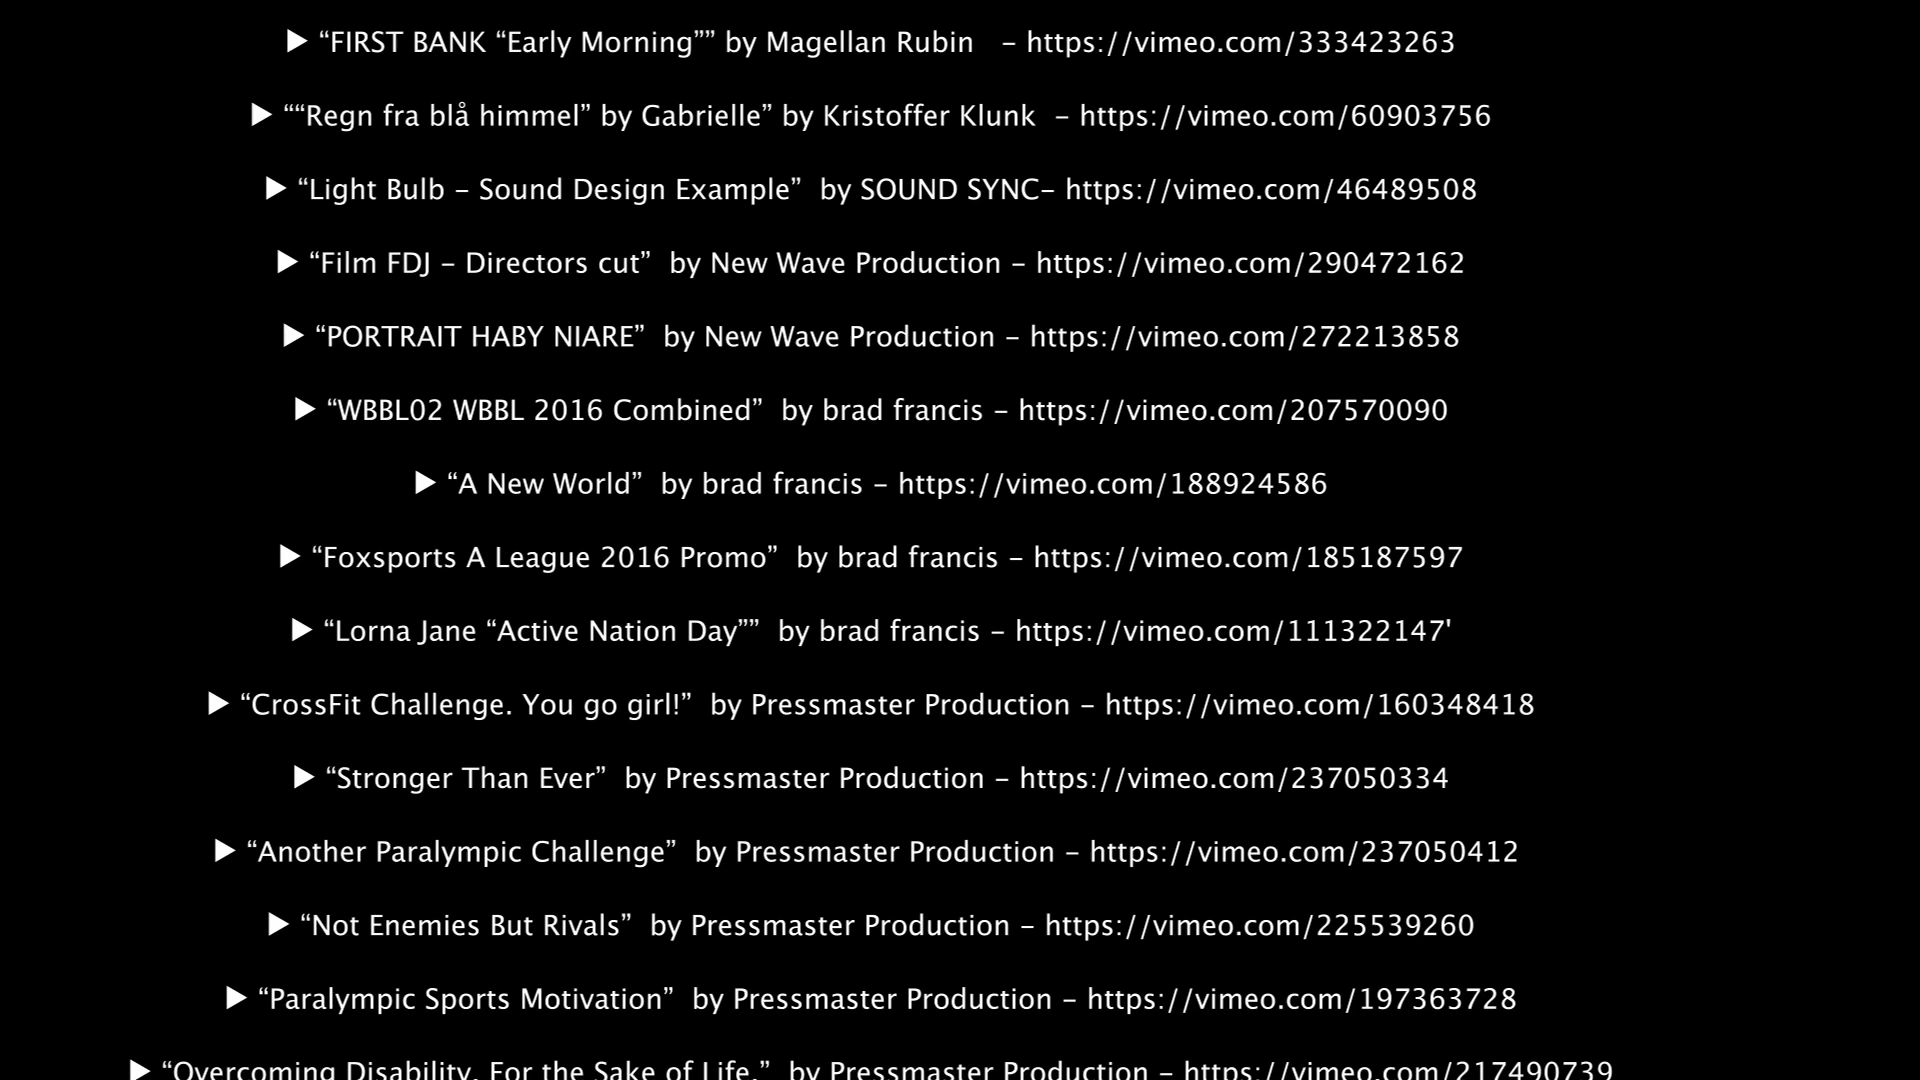 ▶ “FIRST BANK “Early Morning”” by Magellan Rubin – https://vimeo.com/333423263
▶ ““Regn fra blå himmel” by Gabrielle” by Kristoffer Klunk – https://vimeo.com/60903756
▶ “Light Bulb – Sound Design Example” by SOUND SYNC– https://vimeo.com/46489508
▶ “Film FDJ – Directors cut” by New Wave Production – https://vimeo.com/290472162
▶ “PORTRAIT HABY NIARE” by New Wave Production – https://vimeo.com/272213858
▶ “WBBL02 WBBL 2016 Combined” by brad francis – https://vimeo.com/207570090
▶ “A New World” by brad francis – https://vimeo.com/188924586
▶ “Foxsports A League 2016 Promo” by brad francis – https://vimeo.com/185187597
▶ “Lorna Jane “Active Nation Day”” by brad francis – https://vimeo.com/111322147'
▶ “CrossFit Challenge. You go girl!” by Pressmaster Production – https://vimeo.com/160348418
▶ “Stronger Than Ever” by Pressmaster Production – https://vimeo.com/237050334
▶ “Another Paralympic Challenge” by Pressmaster Production – https://vimeo.com/237050412
▶ “Not Enemies But Rivals” by Pressmaster Production – https://vimeo.com/225539260
▶ “Paralympic Sports Motivation” by Pressmaster Production – https://vimeo.com/197363728
▶ “Overcoming Disability. For the Sake of Life.” by Pressmaster Production – https://vimeo.com/217490739